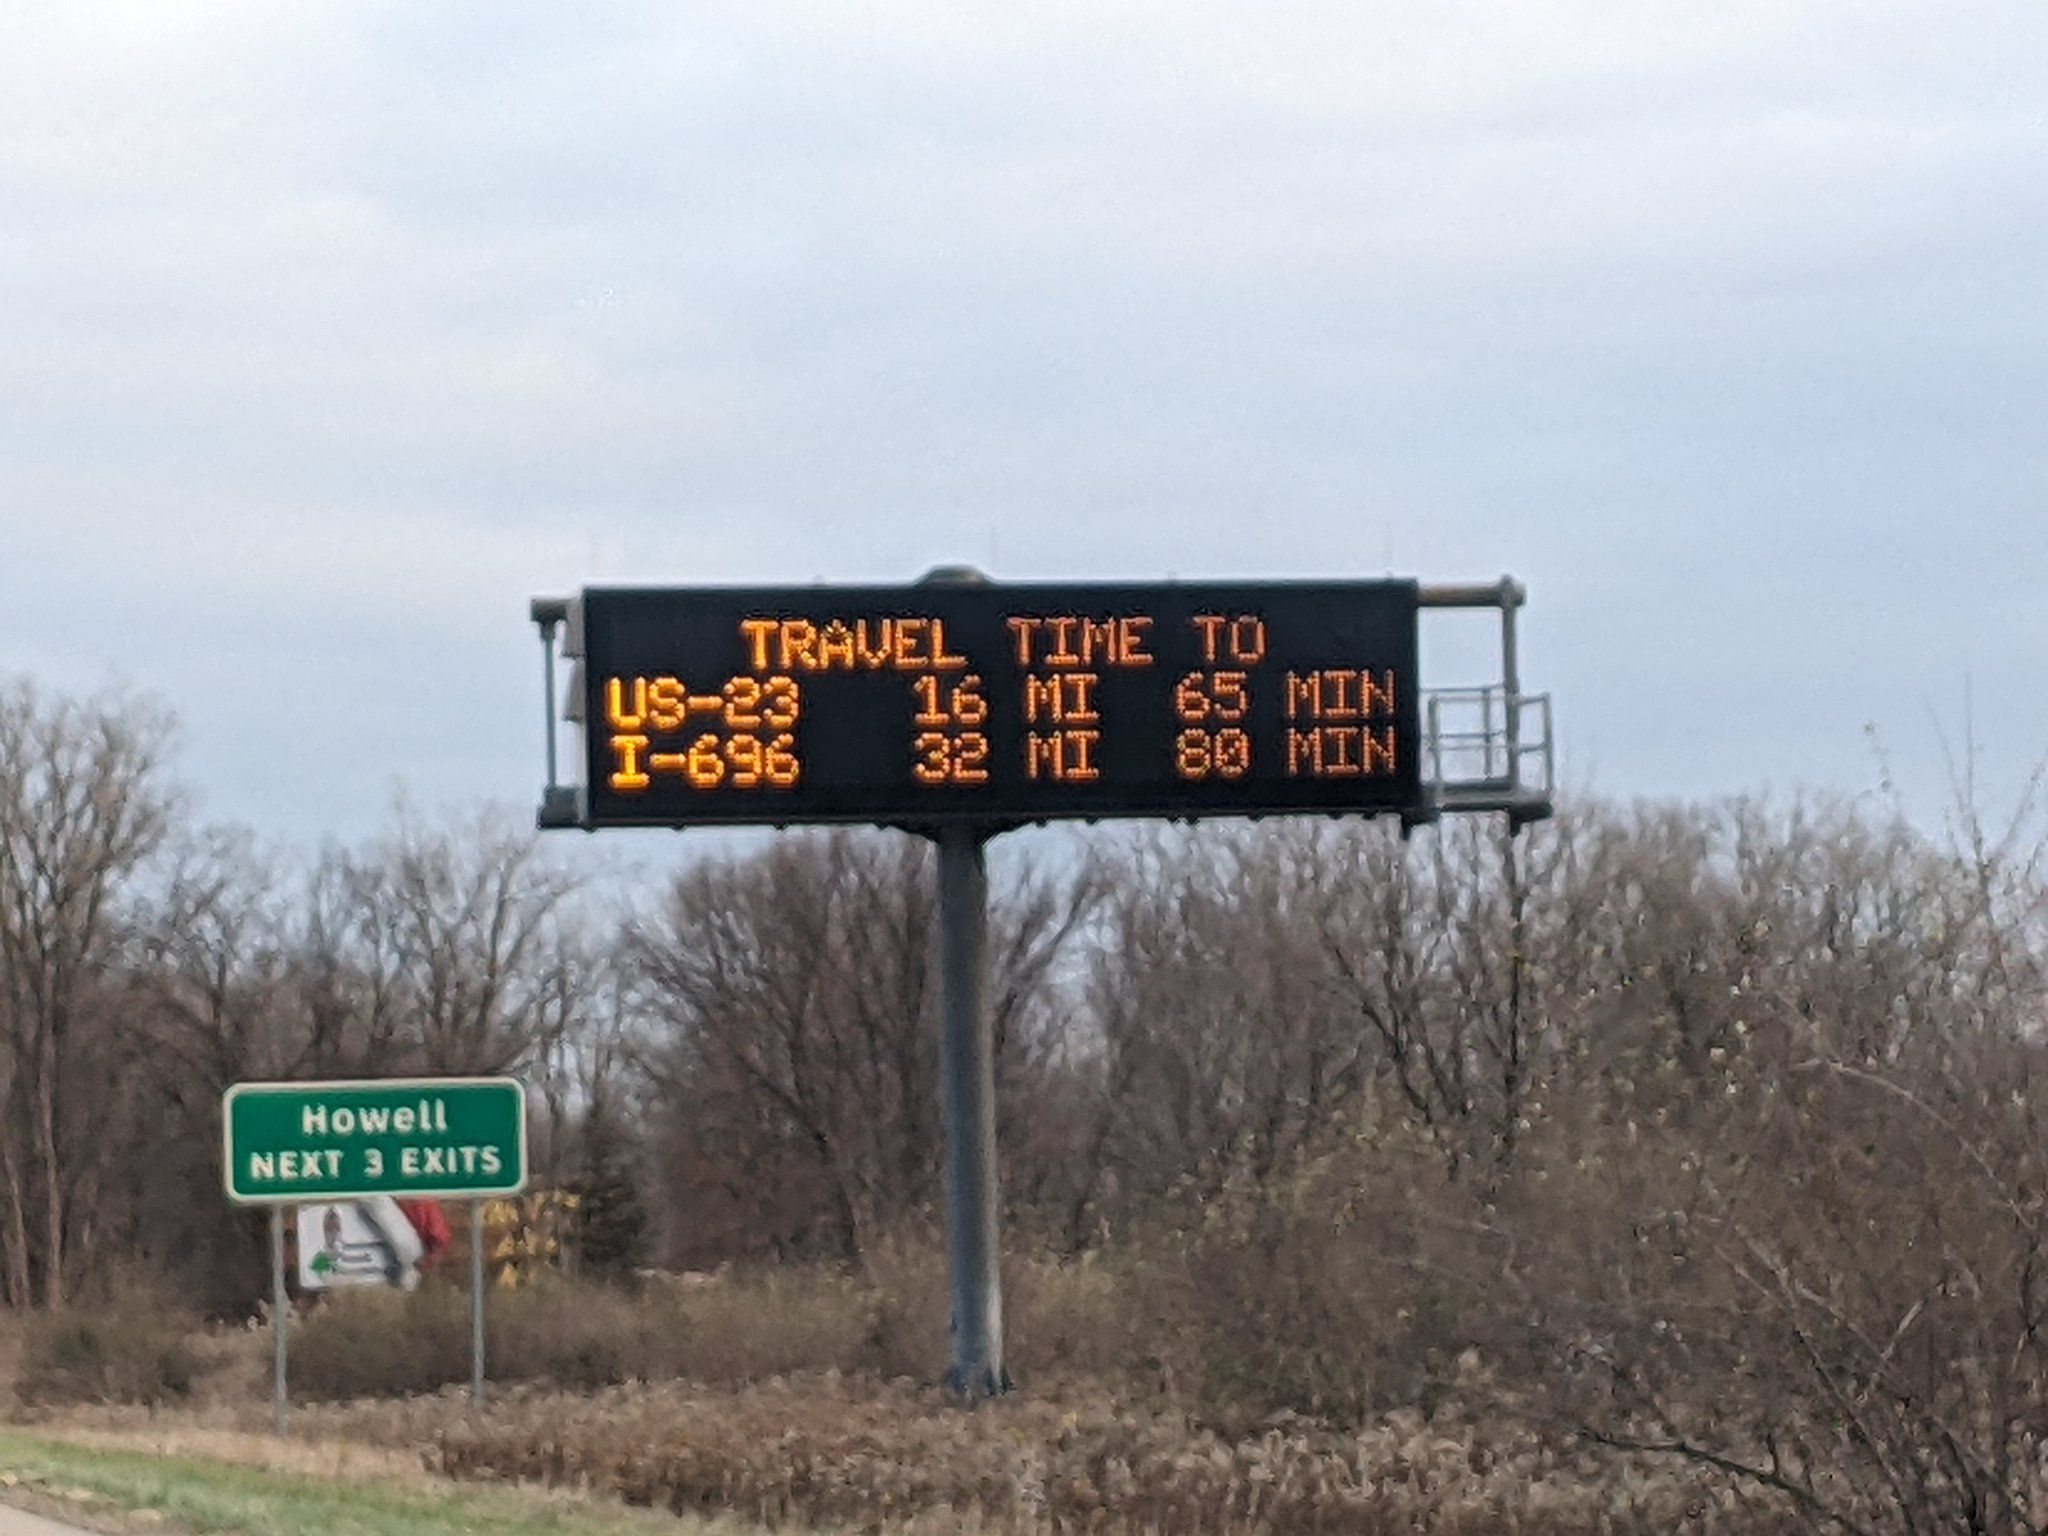 TRAVEL TIME TO
US-23 16 MI 65 MIN
I-696 32 MI 80 MIN
Howell
NEXT 3 EXITS